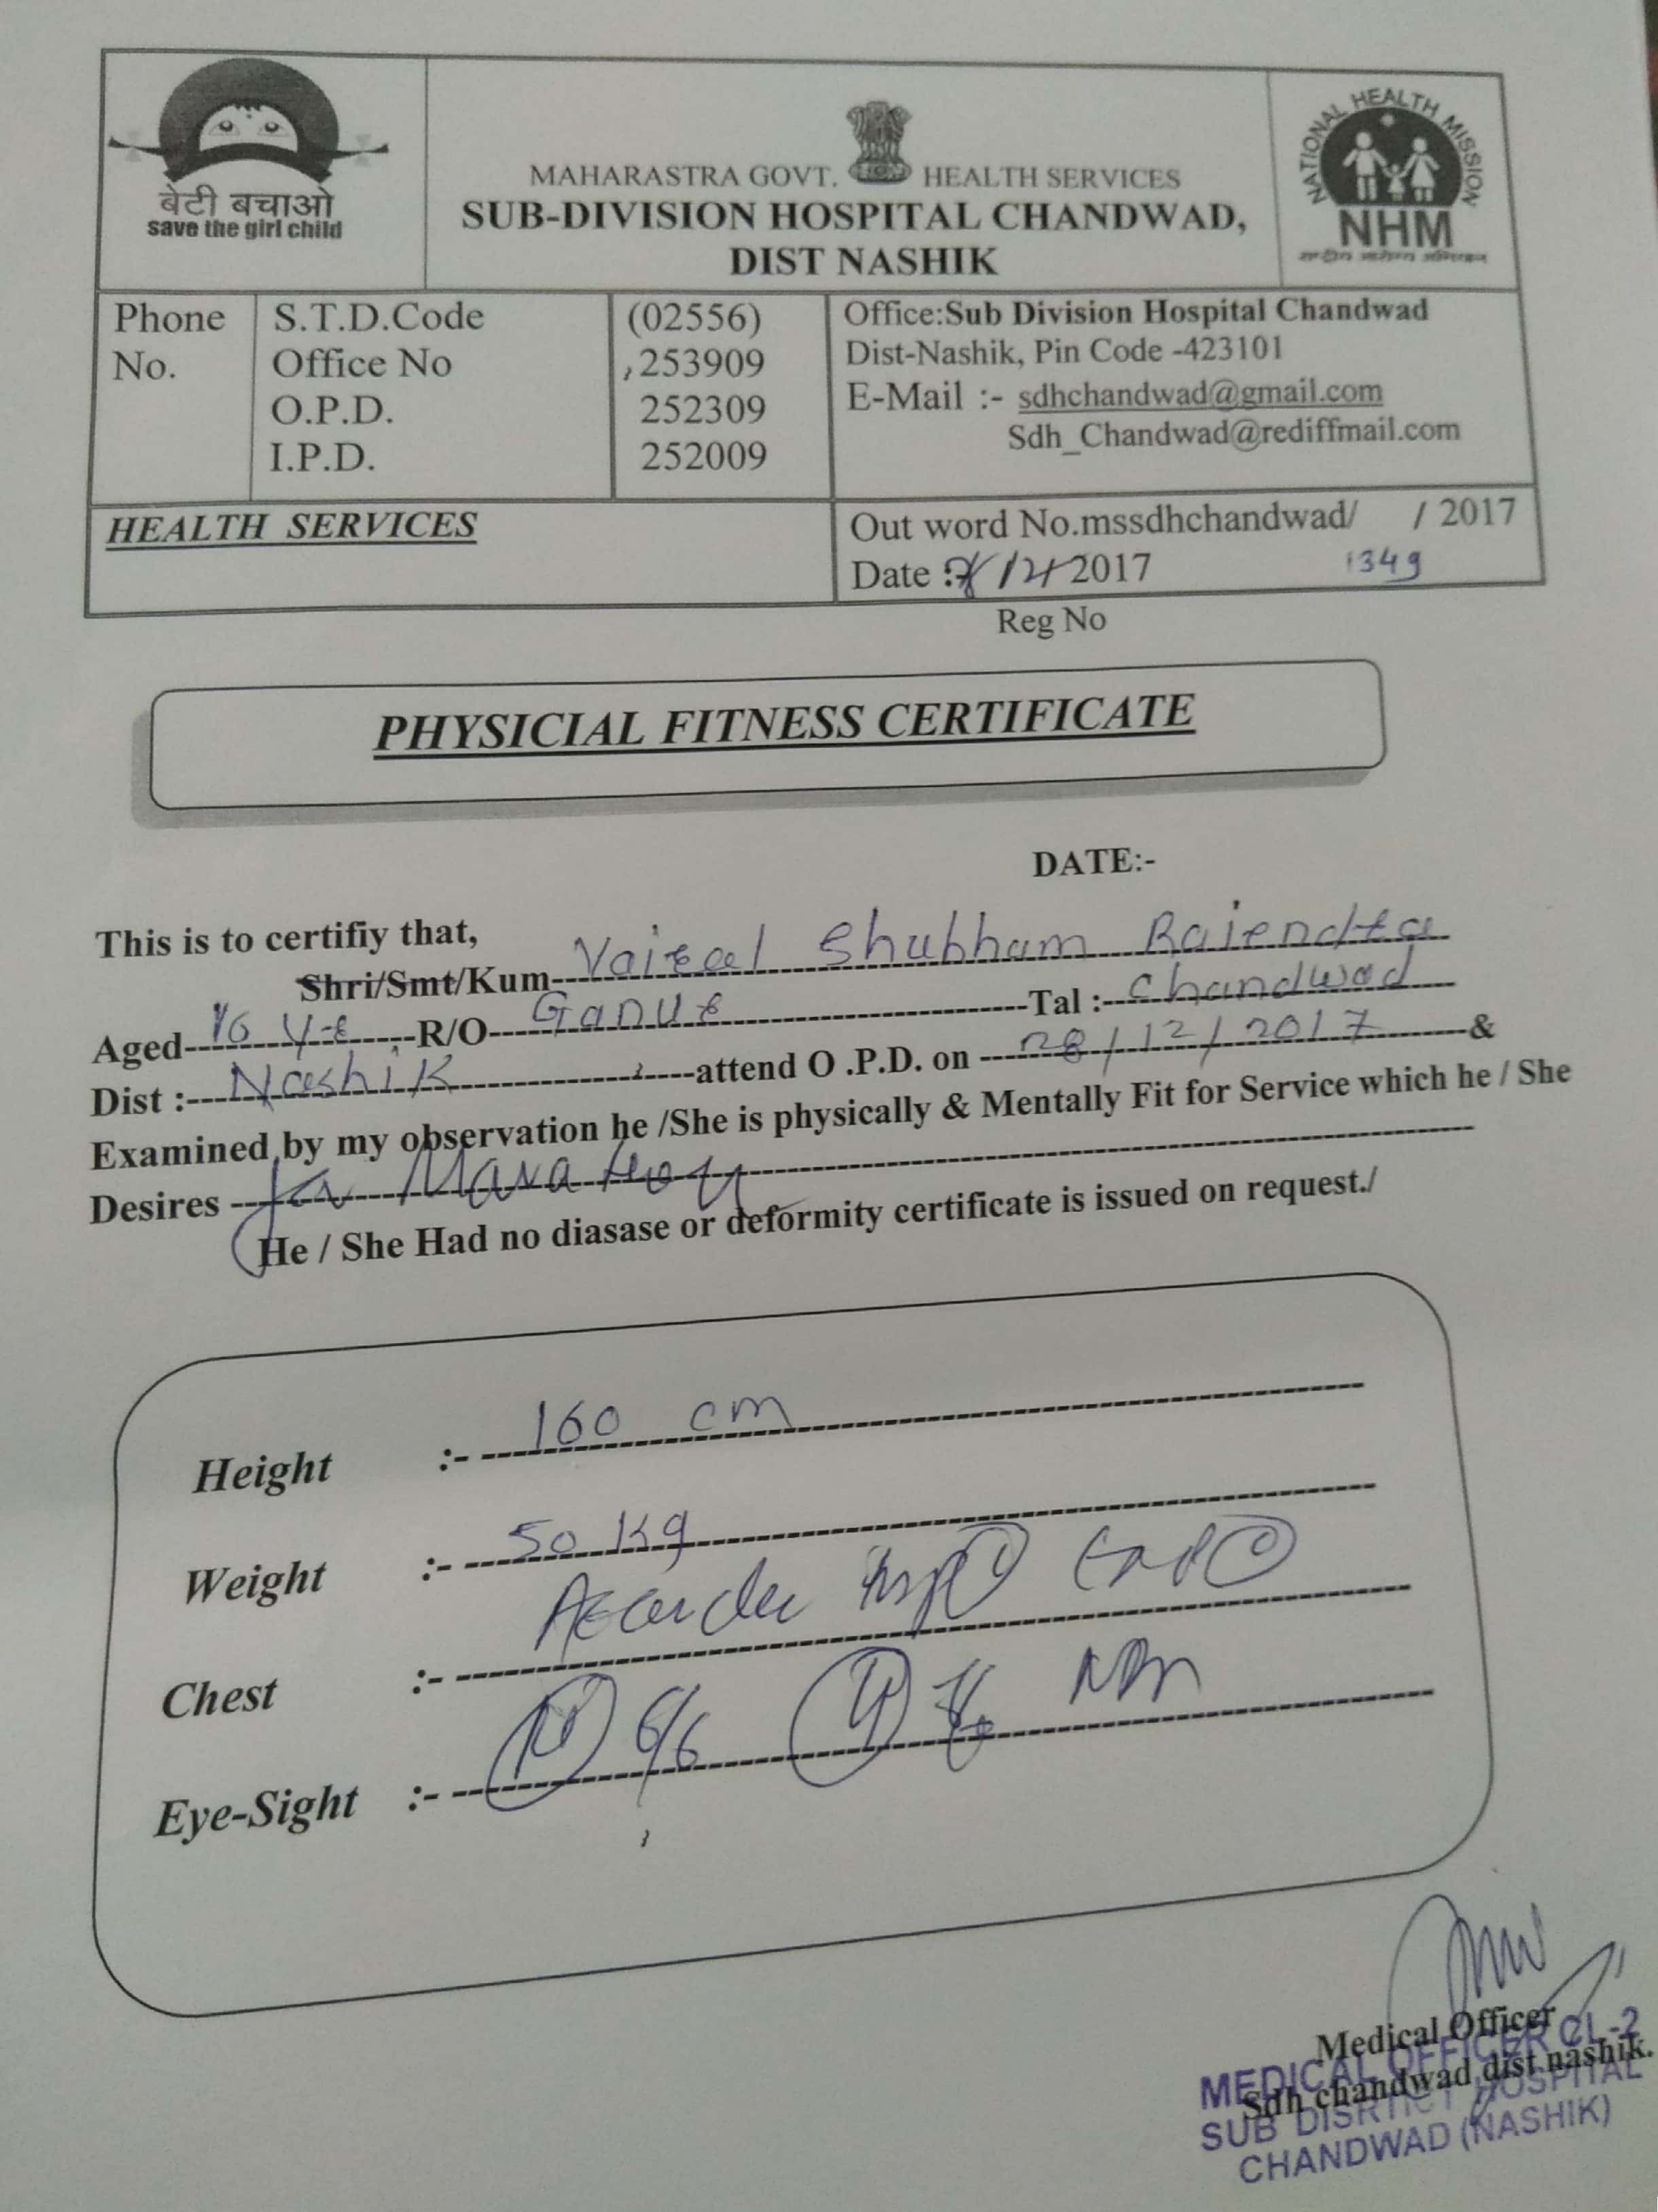 बेटी बचाओ
save the girl child
MAHARASTRA GOVT. HEALTH SERVICES
SUB-DIVISION HOSPITAL CHANDWAD,
DIST NASHIK
NATIONAL HEALTH MISSION
NHM
Phone No.
S.T.D.Code (02556)
Office No ,253909
O.P.D. 252309
I.P.D. 252009
Office:Sub Division Hospital Chandwad
Dist-Nashik, Pin Code -423101
E-Mail :- sdhchandwad@gmail.com
Sdh_Chandwad@rediffmail.com
HEALTH SERVICES
Out word No.mssdhchandwad/ / 2017
Date : /12/2017 1349
Reg No
PHYSICIAL FITNESS CERTIFICATE
DATE:-
This is to certifiy that,
Shri/Smt/Kum Shubham Rajendra
Aged 16 R/O Tal : Chandwad
Dist : Nashik attend O .P.D. on 28/12/2017 &
Examined by my observation he /She is physically & Mentally Fit for Service which he / She
Desires for
He / She Had no diasase or deformity certificate is issued on request./
Height :- 160 cm
Weight :- 50 kg
Chest :-
Eye-Sight :- 6/6
Medical Officer
Sdh chandwad dist nashik.
MEDICAL OFFICER CL-2
SUB DISRTICT HOSPITAL
CHANDWAD (NASHIK)